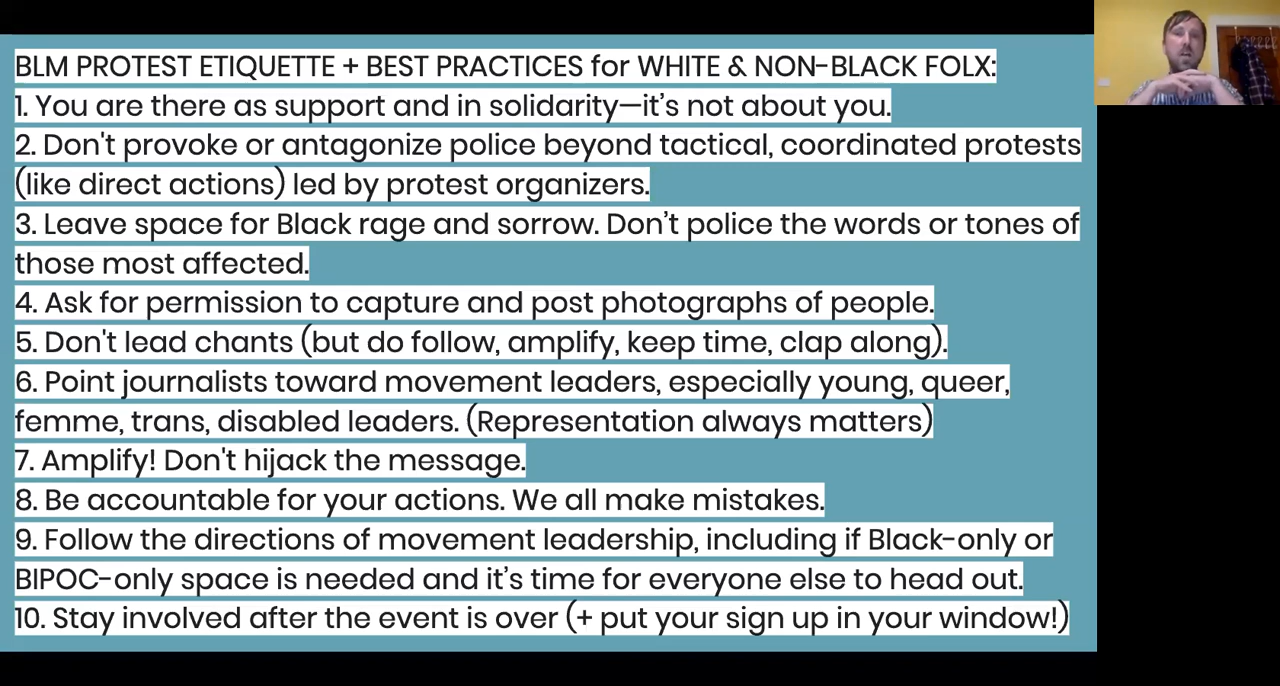 BLM PROTEST ETIQUETTE + BEST PRACTICES for WHITE & NON-BLACK FOLX:
1. You are there as support and in solidarity—it's not about you.
2. Don't provoke or antagonize police beyond tactical, coordinated protests
(like direct actions) led by protest organizers.
3. Leave space for Black rage and sorrow. Don't police the words or tones of
those most affected.
4. Ask for permission to capture and post photographs of people.
5. Don't lead chants (but do follow, amplify, keep time, clap along).
6. Point journalists toward movement leaders, especially young, queer,
femme, trans, disabled leaders. (Representation always matters)
7. Amplify! Don't hijack the message.
8. Be accountable for your actions. We all make mistakes.
9. Follow the directions of movement leadership, including if Black-only or
BIPOC-only space is needed and it's time for everyone else to head out.
10. Stay involved after the event is over (+ put your sign up in your window!)